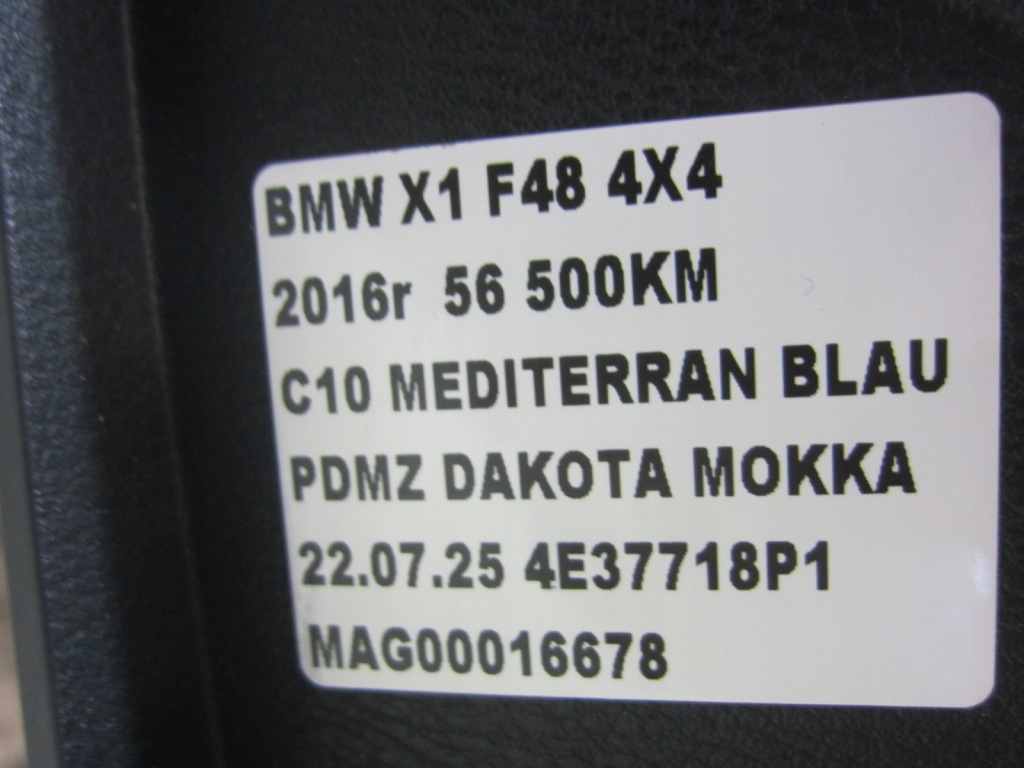 BMW X1 F48 4X4
2016r 56 500KM
C10 MEDITERRAN BLAU
PDMZ DAKOTA MOKKA
22.07.25 4E37718P1
MAG00016678